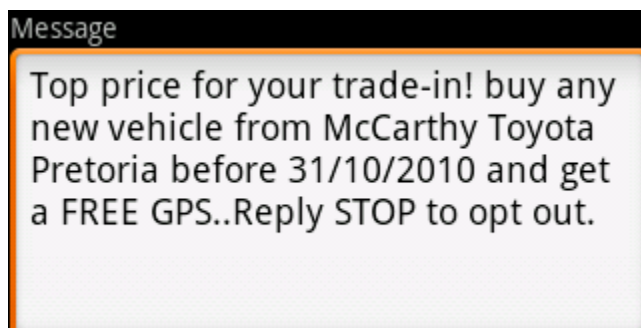 Message
Top price for your trade-in! buy any
new vehicle from McCarthy Toyota
Pretoria before 31/10/2010 and get
a FREE GPS..Reply STOP to opt out.